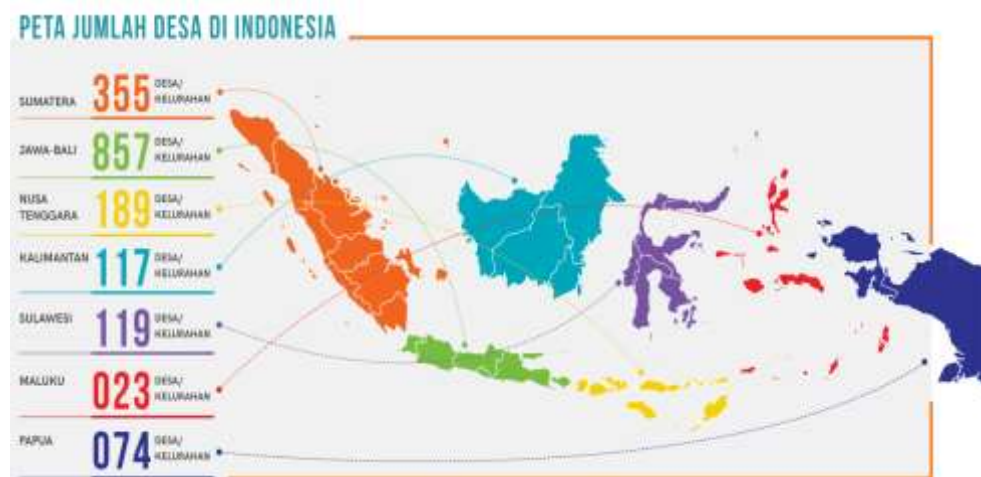 PETA JUMLAH DESA DI INDONESIA
SUMATERA 355 DESA/
KELURAHAN
JAWA-BALI 857 DESA/
KELURAHAN
NUSA
TENGGARA 189 DESA/
KELURAHAN
KALIMANTAN 117 DESA/
KELURAHAN
SULAWESI 119 DESA/
KELURAHAN
MALUKU 023 DESA/
KELURAHAN
PAPUA 074 DESA/
KELURAHAN